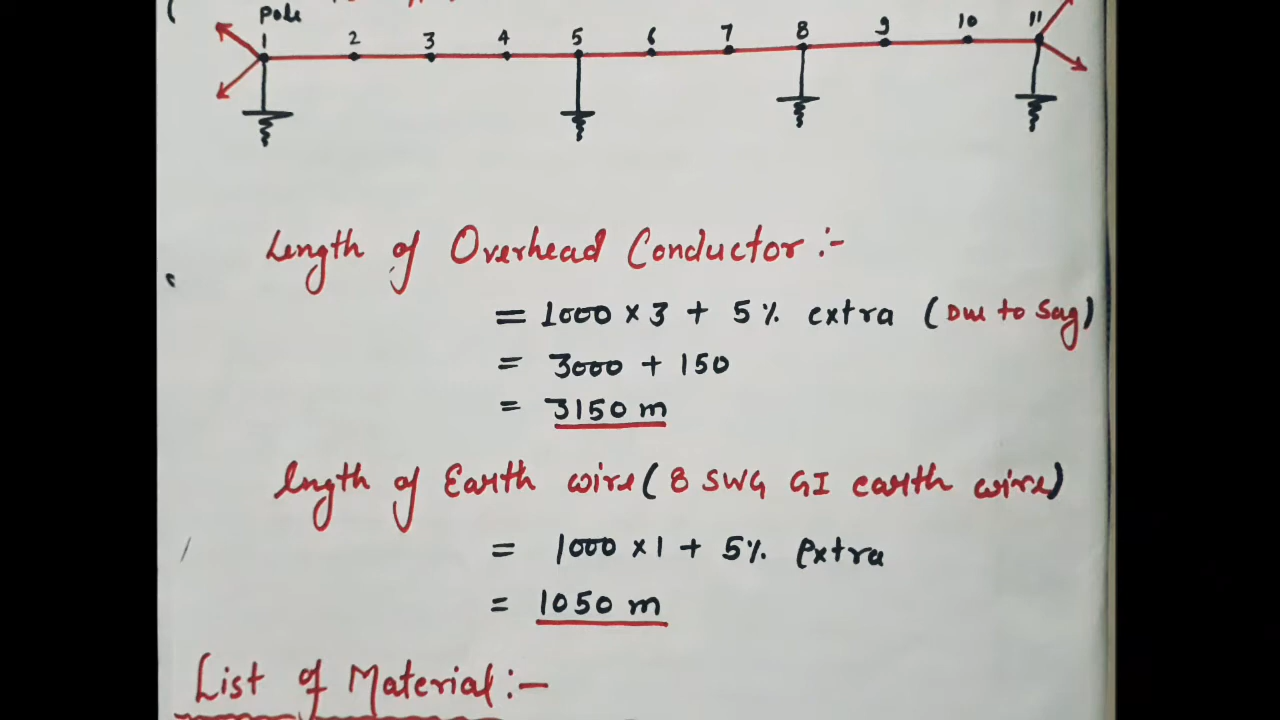 Pole
1 2 3 4 5 6 7 8 9 10 11
Length of Overhead Conductor :-
= 1000 × 3 + 5 % extra (Due to Sag)
= 3000 + 150
= 3150 m
length of Earth wire (8 SWG GI earth wire)
= 1000 × 1 + 5 % extra
= 1050 m
List of Material :-